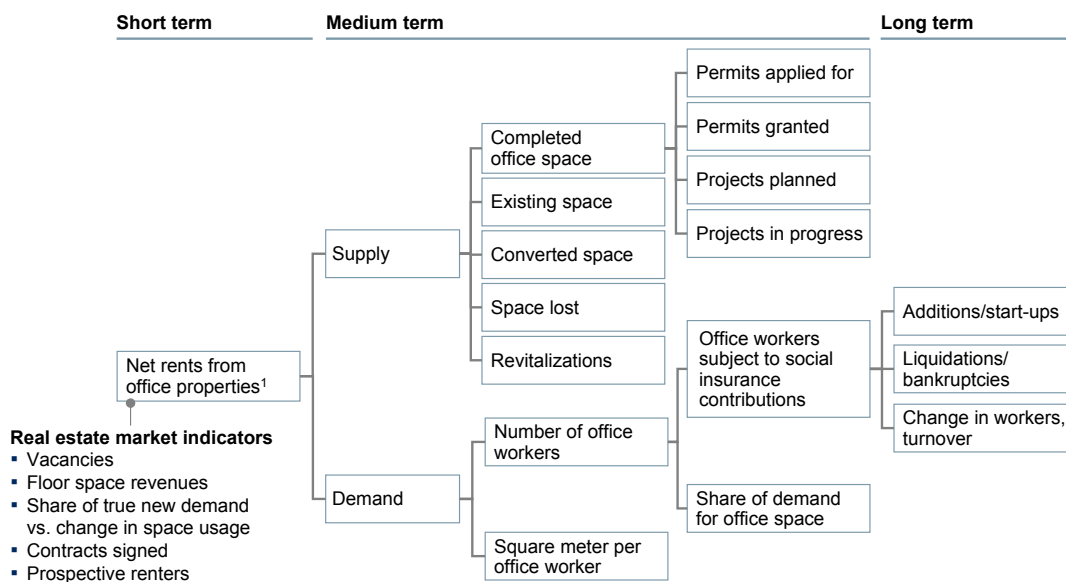 Short term
Medium term
Long term
Permits applied for
Permits granted
Projects planned
Projects in progress
Completed
office space
Existing space
Converted space
Space lost
Revitalizations
Supply
Net rents from
office properties¹
Real estate market indicators
▪ Vacancies
▪ Floor space revenues
▪ Share of true new demand
vs. change in space usage
▪ Contracts signed
▪ Prospective renters
Demand
Number of office
workers
Square meter per
office worker
Office workers
subject to social
insurance
contributions
Share of demand
for office space
Additions/start-ups
Liquidations/
bankruptcies
Change in workers,
turnover